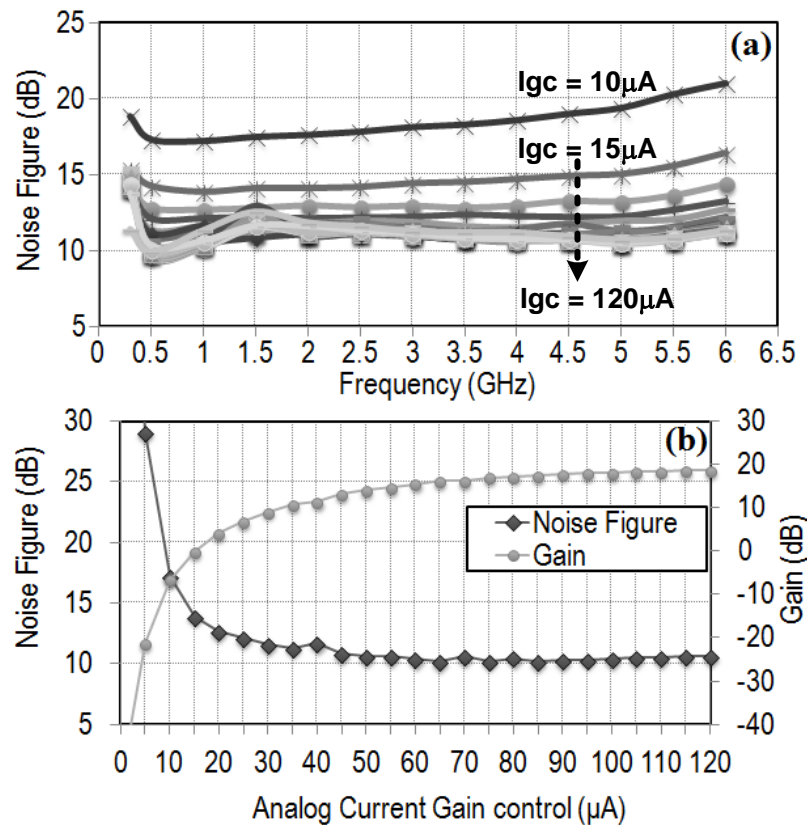 25
20
15
10
5
Noise Figure (dB)
(a)
Igc = 10µA
Igc = 15µA
Igc = 120µA
0 0.5 1 1.5 2 2.5 3 3.5 4 4.5 5 5.5 6 6.5
Frequency (GHz)
30
25
20
15
10
5
Noise Figure (dB)
(b)
Noise Figure
Gain
30
20
10
0
-10
-20
-30
-40
Gain (dB)
0 10 20 30 40 50 60 70 80 90 100 110 120
Analog Current Gain control (µA)